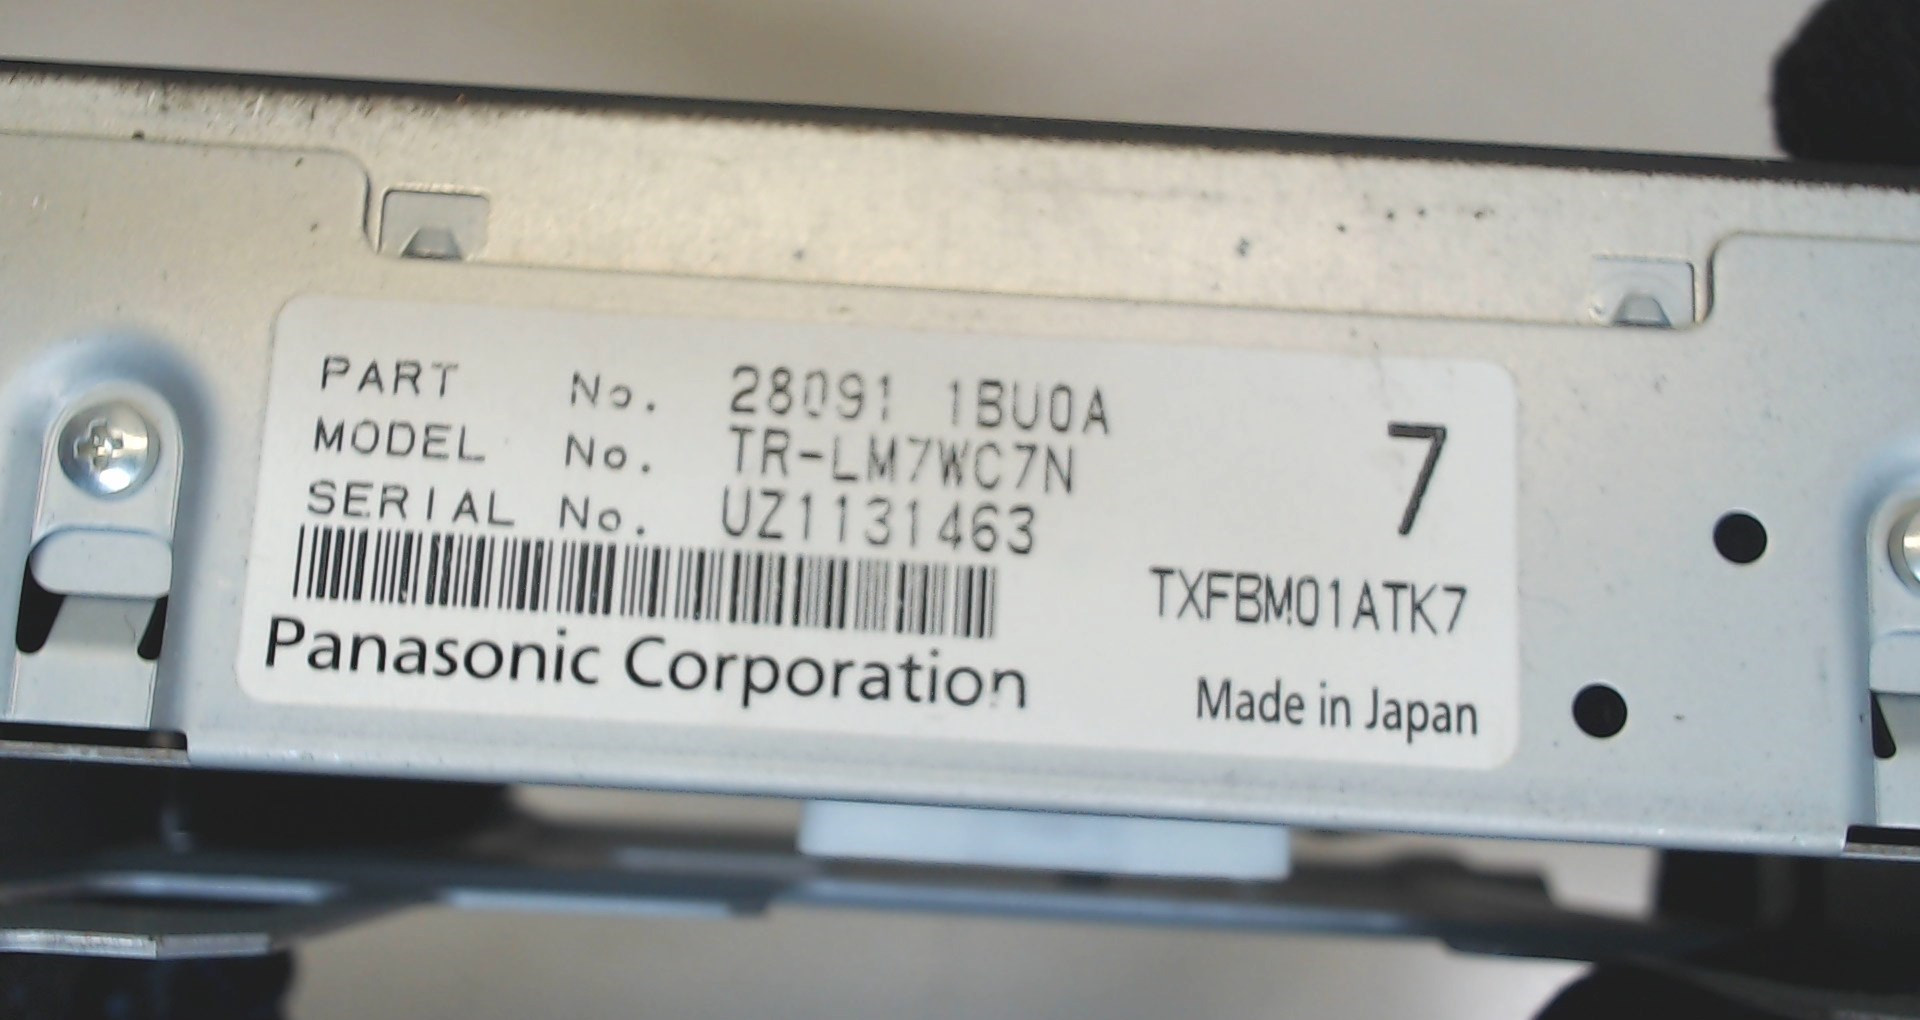 PART No. 28091 1BU0A
MODEL No. TR-LM7WC7N
SERIAL No. UZ1131463
7
TXFBM01ATK7
Panasonic Corporation
Made in Japan